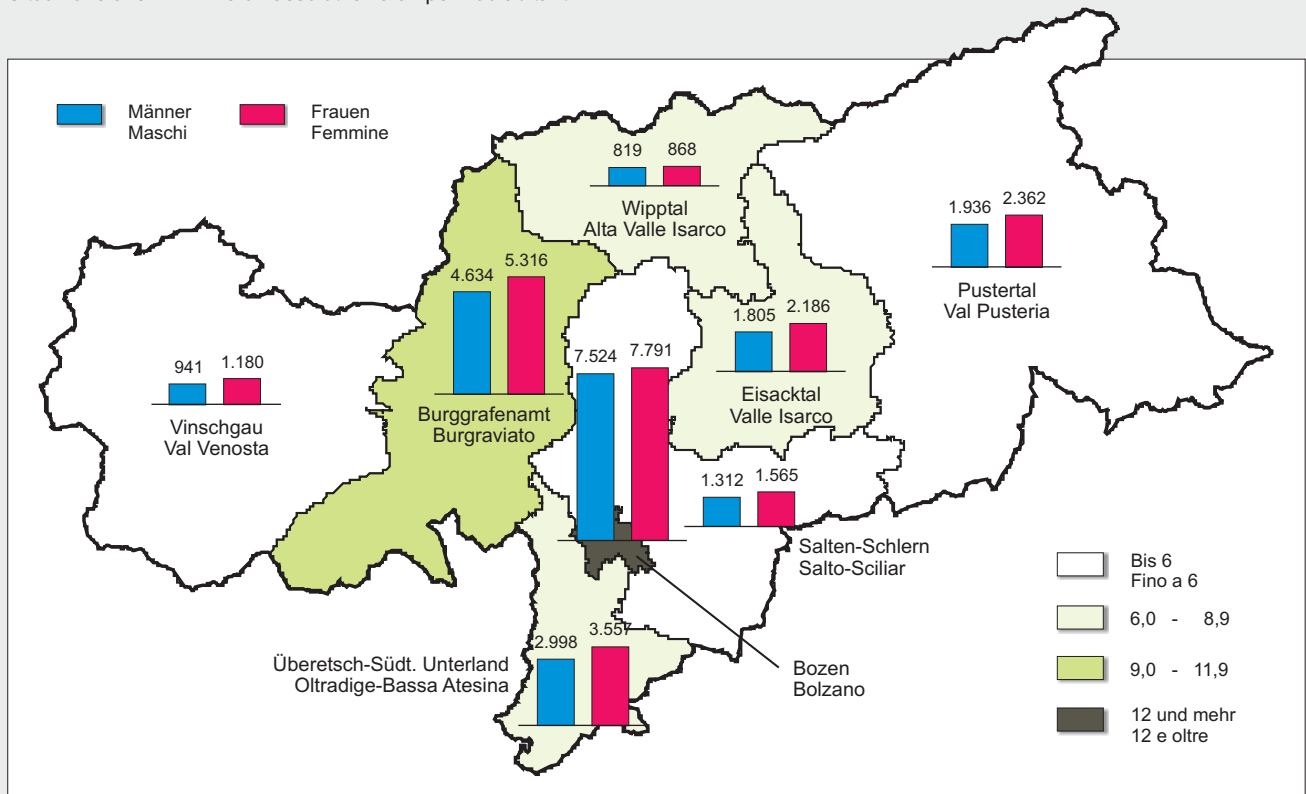 Männer
Maschi
Frauen
Femmine
819
868
Wipptal
Alta Valle Isarco
1.936
2.362
Pustertal
Val Pusteria
4.634
5.316
Burggrafenamt
Burgraviato
1.805
2.186
Eisacktal
Valle Isarco
941
1.180
Vinschgau
Val Venosta
7.524
7.791
1.312
1.565
Salten-Schlern
Salto-Sciliar
2.998
3.557
Überetsch-Südt. Unterland
Oltradige-Bassa Atesina
Bozen
Bolzano
Bis 6
Fino a 6
6,0 - 8,9
9,0 - 11,9
12 und mehr
12 e oltre